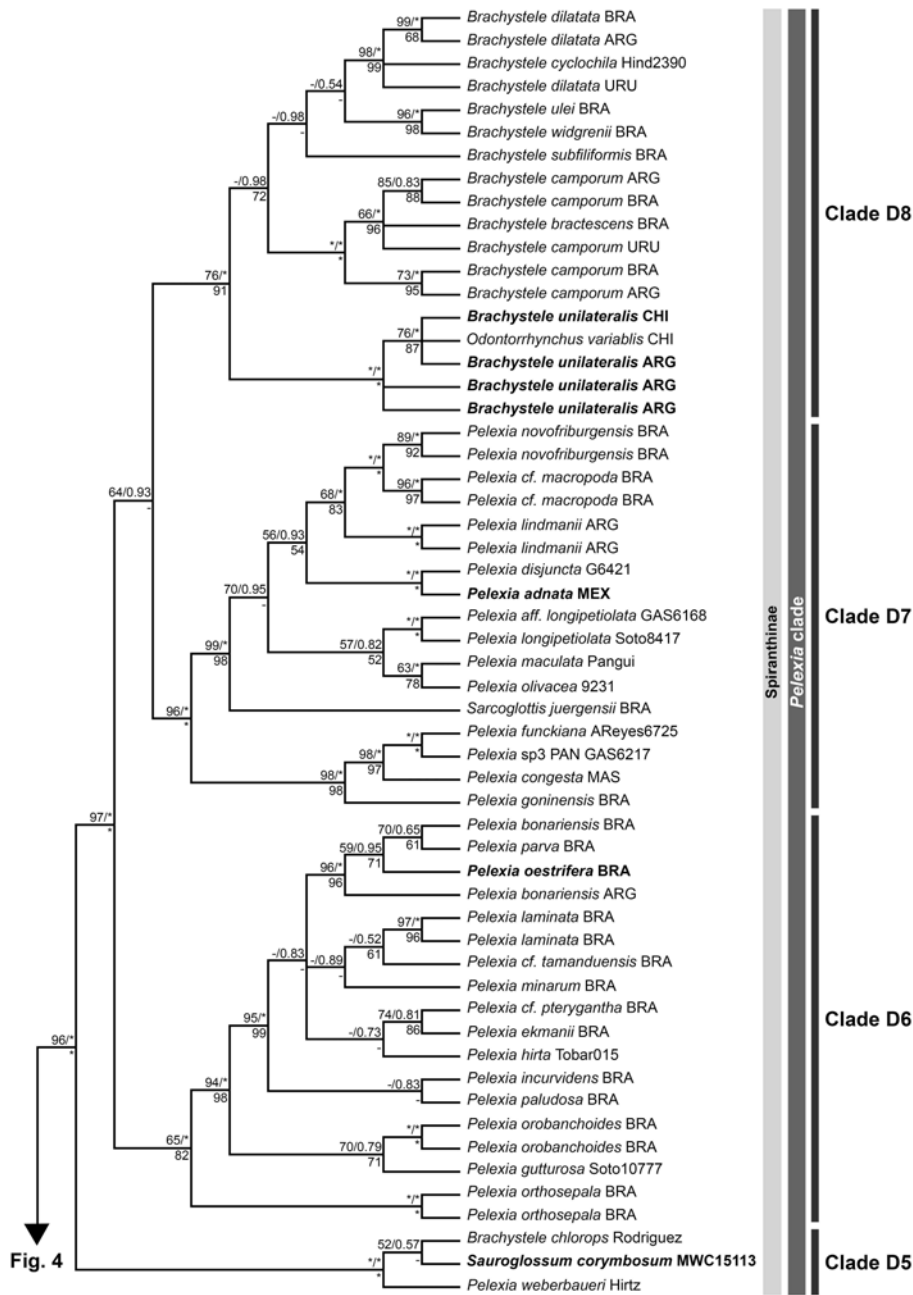 99/*
68
Brachystele dilatata BRA
Brachystele dilatata ARG
98/*
99
Brachystele cyclochila Hind2390
Brachystele dilatata URU
-/0.54
-
Brachystele ulei BRA
96/*
98
Brachystele widgrenii BRA
-/0.98
-
Brachystele subfiliformis BRA
-/0.98
72
Brachystele camporum ARG
85/0.83
88
Brachystele camporum BRA
66/*
96
Brachystele bractescens BRA
Brachystele camporum URU
*/*
*
Brachystele camporum BRA
73/*
95
Brachystele camporum ARG
76/*
91
Brachystele unilateralis CHI
76/*
87
Odontorrhynchus variablis CHI
Brachystele unilateralis ARG
*/*
*
Brachystele unilateralis ARG
Brachystele unilateralis ARG
Clade D8
64/0.93
-
Pelexia novofriburgensis BRA
89/*
92
Pelexia novofriburgensis BRA
*/*
*
Pelexia cf. macropoda BRA
96/*
97
Pelexia cf. macropoda BRA
68/*
83
Pelexia lindmanii ARG
*/*
*
Pelexia lindmanii ARG
56/0.93
54
Pelexia disjuncta G6421
*/*
*
Pelexia adnata MEX
70/0.95
-
Pelexia aff. longipetiolata GAS6168
*/*
*
Pelexia longipetiolata Soto8417
57/0.82
52
Pelexia maculata Pangui
63/*
78
Pelexia olivacea 9231
99/*
98
Sarcoglottis juergensii BRA
96/*
*
Pelexia funckiana AReyes6725
*/*
*
Pelexia sp3 PAN GAS6217
98/*
97
Pelexia congesta MAS
98/*
98
Pelexia goninensis BRA
Clade D7
Spiranthinae
Pelexia clade
97/*
*
Pelexia bonariensis BRA
70/0.65
61
Pelexia parva BRA
59/0.95
71
Pelexia oestrifera BRA
96/*
96
Pelexia bonariensis ARG
Pelexia laminata BRA
97/*
96
Pelexia laminata BRA
-/0.52
61
Pelexia cf. tamanduensis BRA
-/0.83
-
-/0.89
-
Pelexia minarum BRA
Pelexia cf. pterygantha BRA
74/0.81
86
Pelexia ekmanii BRA
-/0.73
-
Pelexia hirta Tobar015
95/*
99
Pelexia incurvidens BRA
-/0.83
-
Pelexia paludosa BRA
94/*
98
Pelexia orobanchoides BRA
*/*
*
Pelexia orobanchoides BRA
70/0.79
71
Pelexia gutturosa Soto10777
65/*
82
Pelexia orthosepala BRA
*/*
*
Pelexia orthosepala BRA
Clade D6
96/*
*
Fig. 4
Brachystele chlorops Rodriguez
52/0.57
-
Sauroglossum corymbosum MWC15113
*/*
*
Pelexia weberbaueri Hirtz
Clade D5